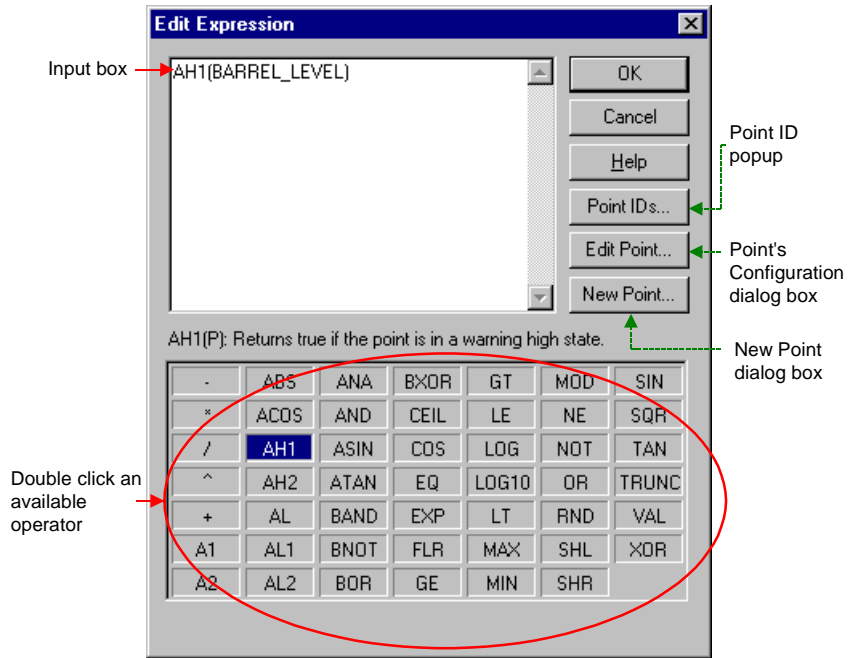 Edit Expression
Input box
AH1(BARREL_LEVEL)
OK
Cancel
Help
Point IDs...
Edit Point...
New Point...
Point ID
popup
Point's
Configuration
dialog box
New Point
dialog box
AH1(P): Returns true if the point is in a warning high state.
- ABS ANA BXOR GT MOD SIN
* ACOS AND CEIL LE NE SQR
/ AH1 ASIN COS LOG NOT TAN
^ AH2 ATAN EQ LOG10 OR TRUNC
+ AL BAND EXP LT RND VAL
A1 AL1 BNOT FLR MAX SHL XOR
A2 AL2 BOR GE MIN SHR
Double click an
available
operator